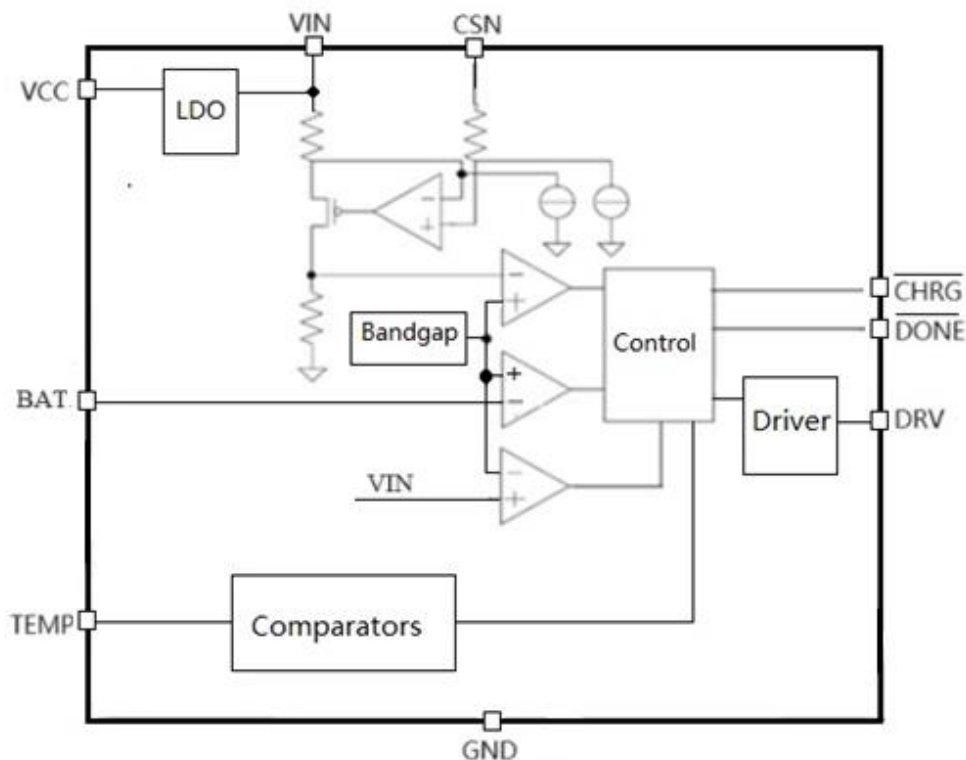 VIN CSN
VCC
LDO
−
+
−
+
CHRG
Bandgap
Control
DONE
+
BAT
−
Driver
DRV
−
VIN
+
TEMP
Comparators
GND